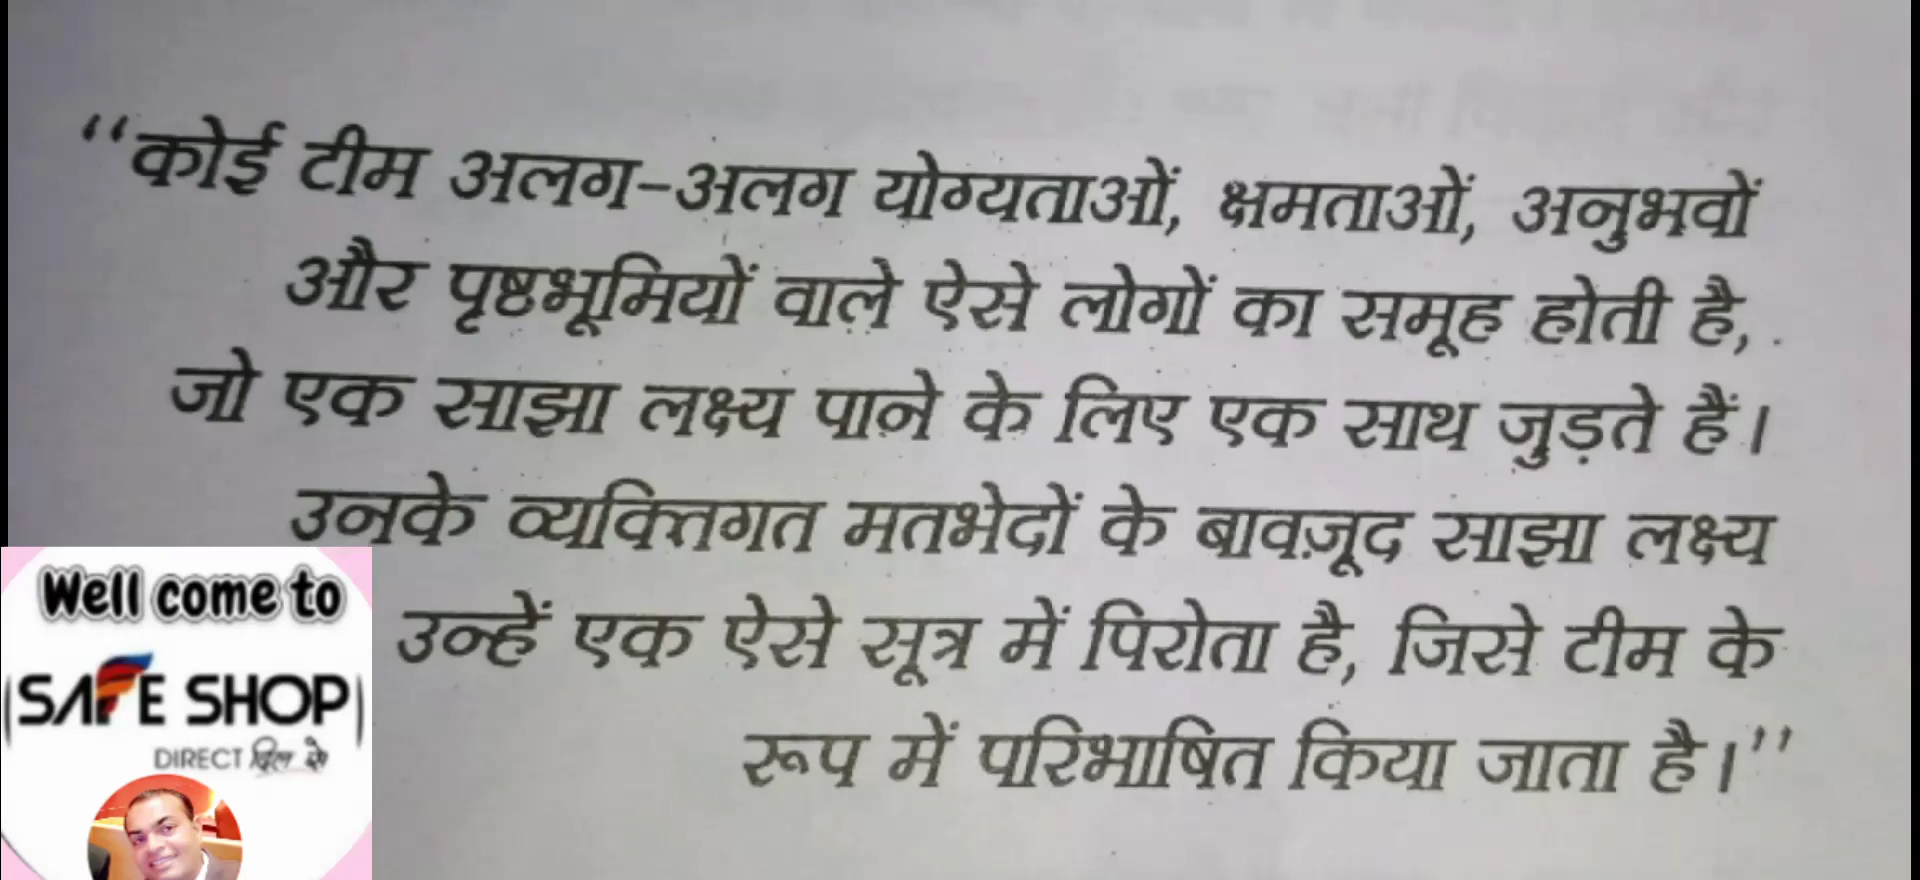 “कोई टीम अलग-अलग योग्यताओं, क्षमताओं, अनुभवों
और पृष्ठभूमियों वाले ऐसे लोगों का समूह होती है,
जो एक साझा लक्ष्य पाने के लिए एक साथ जुड़ते हैं।
उनके व्यक्तिगत मतभेदों के बावज़ूद साझा लक्ष्य
उन्हें एक ऐसे सूत्र में पिरोता है, जिसे टीम के
रूप में परिभाषित किया जाता है।”
Well come to
SAFE SHOP
DIRECT दिल से